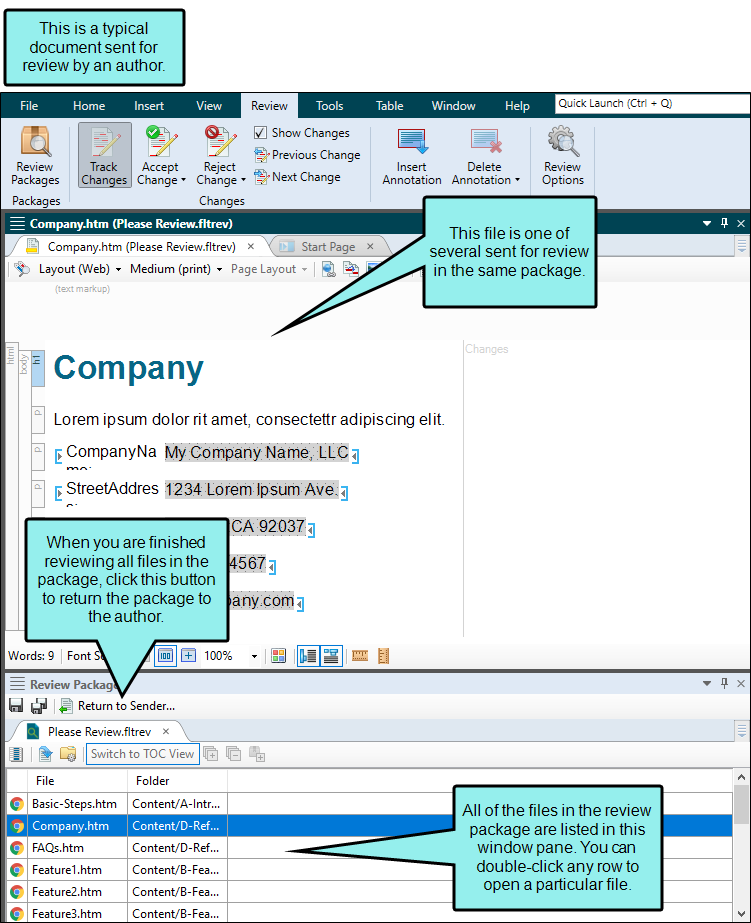 This is a typical
document sent for
review by an author.
File Home Insert View Review Tools Table Window Help Quick Launch (Ctrl + Q)
Review Packages
Track Changes
Accept Change
Reject Change
Show Changes
Previous Change
Next Change
Insert Annotation
Delete Annotation
Review Options
Packages Changes
Company.htm (Please Review.fltrev)
Company.htm (Please Review.fltrev) Start Page
This file is one of
several sent for review
in the same package.
Layout (Web) Medium (print) Page Layout
(text markup)
Changes
html
body
h1
Company
p
Lorem ipsum dolor rit amet, consectettr adipiscing elit.
p
CompanyNa My Company Name, LLC
p
StreetAddres 1234 Lorem Ipsum Ave.
CA 92037
4567
pany.com
When you are finished
reviewing all files in the
package, click this button
to return the package to
the author.
Words: 9 Font 100%
Review Packag
Return to Sender...
Please Review.fltrev
Switch to TOC View
File Folder
Basic-Steps.htm Content/A-Intr...
Company.htm Content/D-Ref...
FAQs.htm Content/D-Ref...
Feature1.htm Content/B-Fea...
Feature2.htm Content/B-Fea...
Feature3.htm Content/B-Fea...
All of the files in the review
package are listed in this
window pane. You can
double-click any row to
open a particular file.